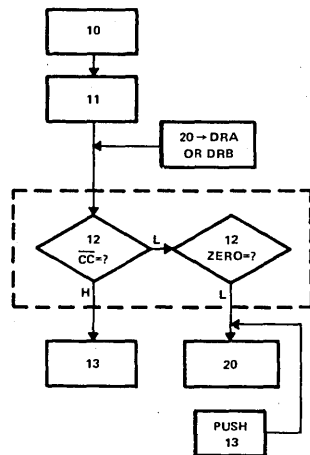 10
11
20→DRA
OR DRB
12
CC=?
L
12
ZERO=?
H
L
13
20
PUSH
13